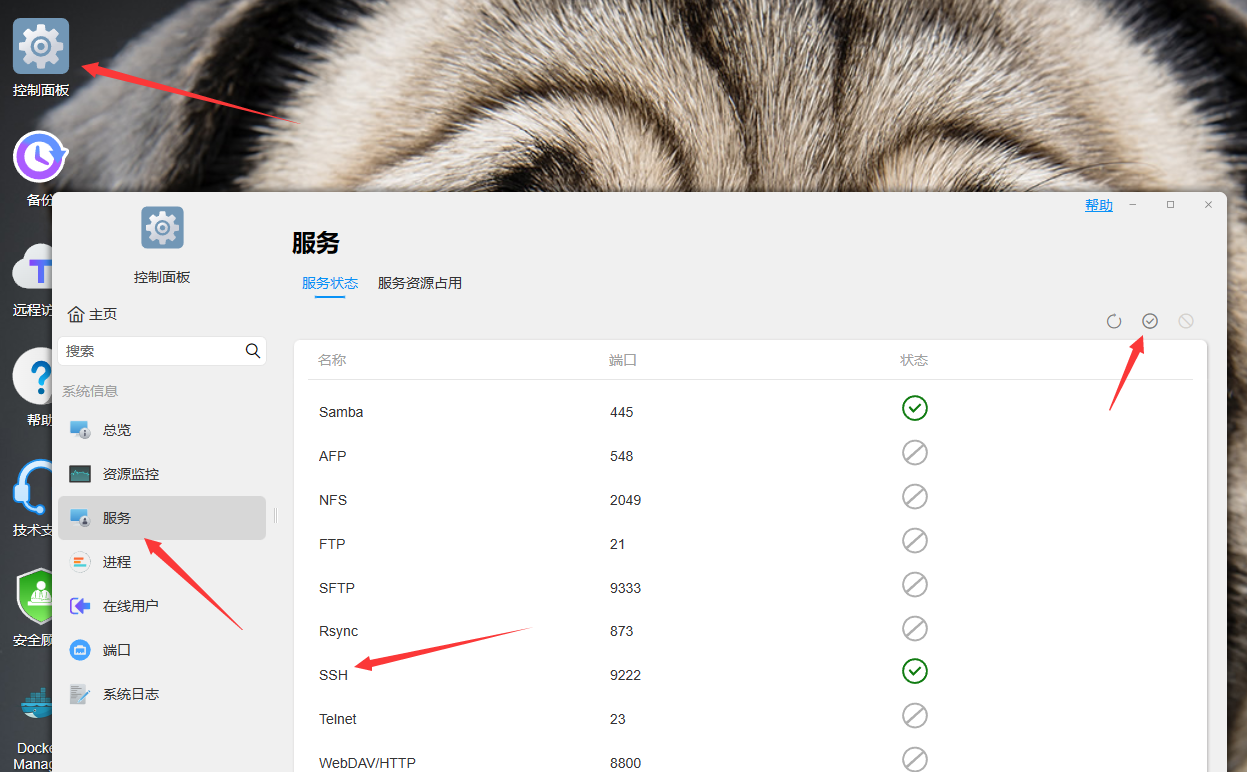 控制面板
备份
远程访
帮助
技术支
安全顾
Docke
Manag
控制面板
主页
搜索
系统信息
总览
资源监控
服务
进程
在线用户
端口
系统日志
帮助
服务
服务状态 服务资源占用
名称 端口 状态
Samba 445
AFP 548
NFS 2049
FTP 21
SFTP 9333
Rsync 873
SSH 9222
Telnet 23
WebDAV/HTTP 8800